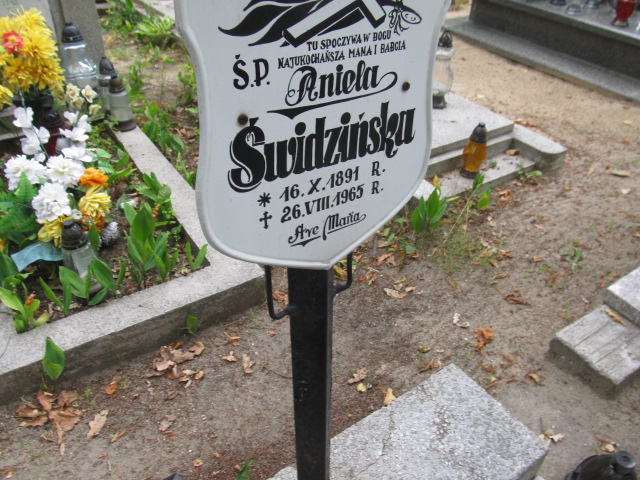 TU SPOCZYWA W BOGU
NAJUKOCHAŃSZA MAMA I BABCIA
Ś.P. Aniela
Świdzińska
* 16.X.1891 R.
✝ 26.VIII.1965 R.
Ave Maria